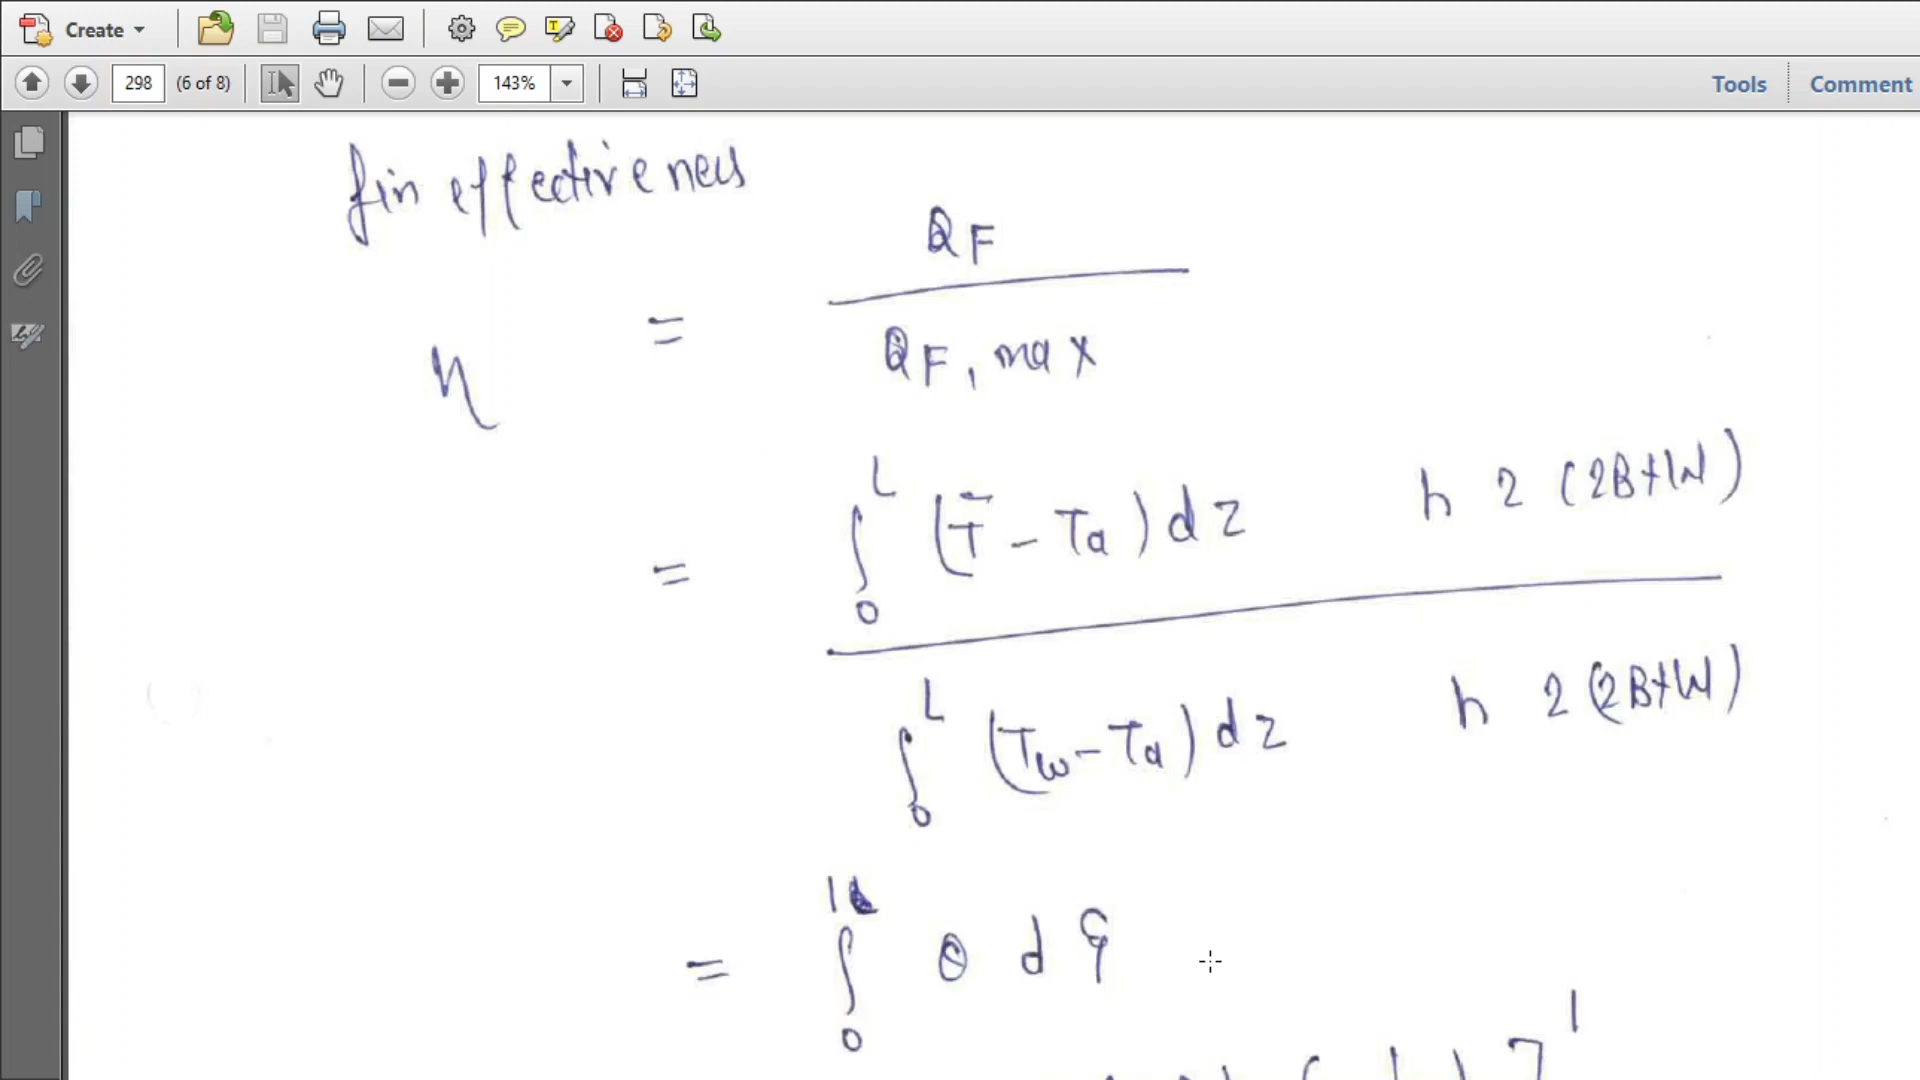 Create
298 (6 of 8) 143% Tools Comment
fin effectiveness
η = QF / QF, max
= ∫₀ᴸ (T̄ - Ta) dz h 2 (2B+W)
∫₀ᴸ (Tw - Ta) dz h 2 (2B+W)
= ∫₀¹ θ dξ